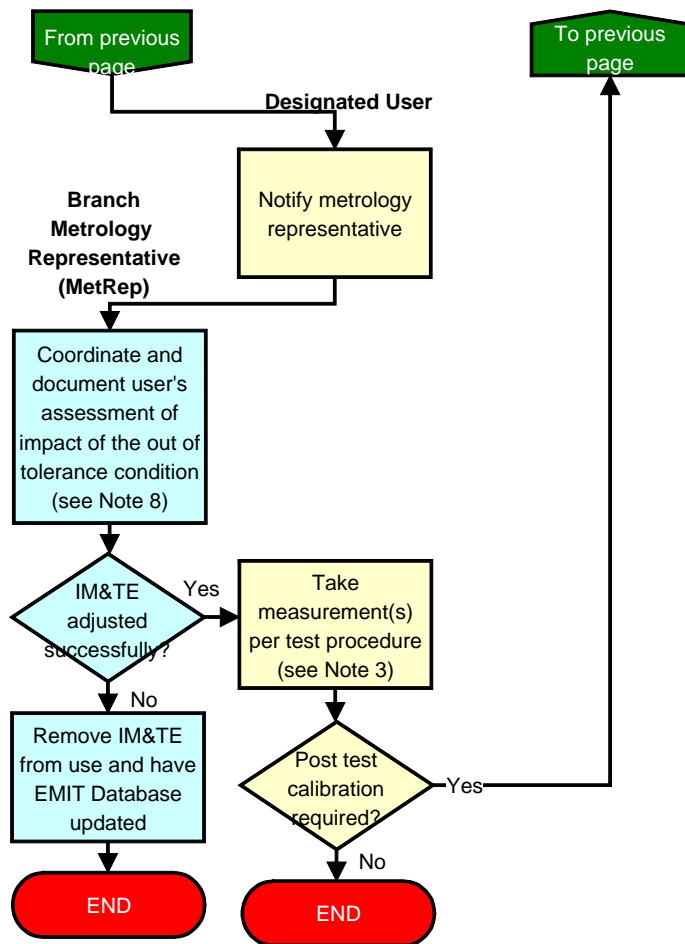 From previous
page
To previous
page
Designated User
Notify metrology
representative
Branch
Metrology
Representative
(MetRep)
Coordinate and
document user's
assessment of
impact of the out of
tolerance condition
(see Note 8)
IM&TE
adjusted
successfully?
Yes
No
Take
measurement(s)
per test procedure
(see Note 3)
Remove IM&TE
from use and have
EMIT Database
updated
Post test
calibration
required?
Yes
No
END
END